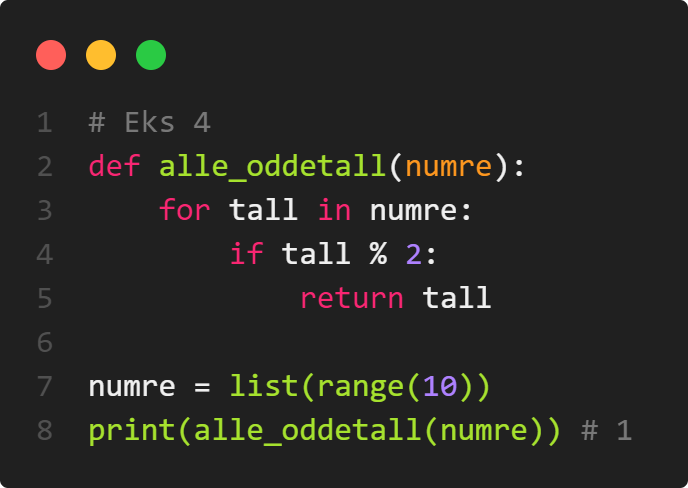 1 # Eks 4
2 def alle_oddetall(numre):
3     for tall in numre:
4         if tall % 2:
5             return tall
6
7 numre = list(range(10))
8 print(alle_oddetall(numre)) # 1